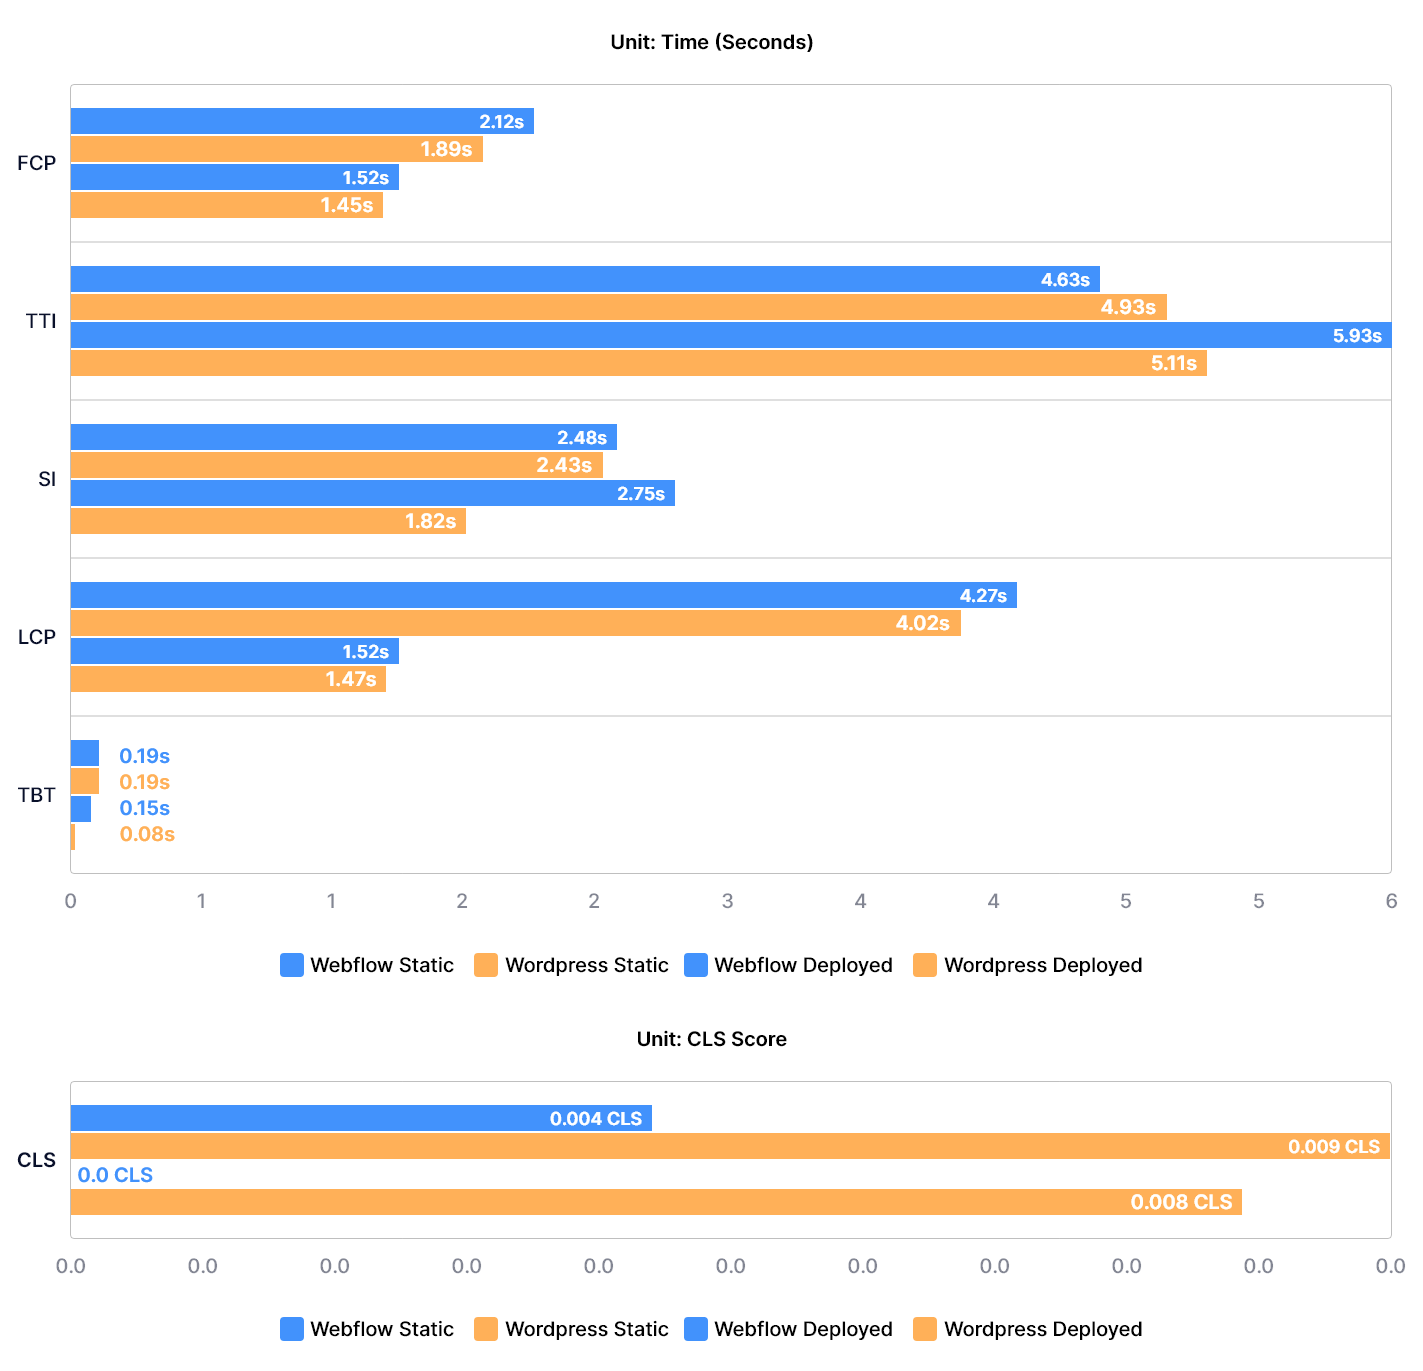 Unit: Time (Seconds)
FCP
2.12s
1.89s
1.52s
1.45s
TTI
4.63s
4.93s
5.93s
5.11s
SI
2.48s
2.43s
2.75s
1.82s
LCP
4.27s
4.02s
1.52s
1.47s
TBT
0.19s
0.19s
0.15s
0.08s
0 1 1 2 2 3 4 4 5 5 6
Webflow Static Wordpress Static Webflow Deployed Wordpress Deployed
Unit: CLS Score
CLS
0.004 CLS
0.009 CLS
0.0 CLS
0.008 CLS
0.0 0.0 0.0 0.0 0.0 0.0 0.0 0.0 0.0 0.0 0.0
Webflow Static Wordpress Static Webflow Deployed Wordpress Deployed